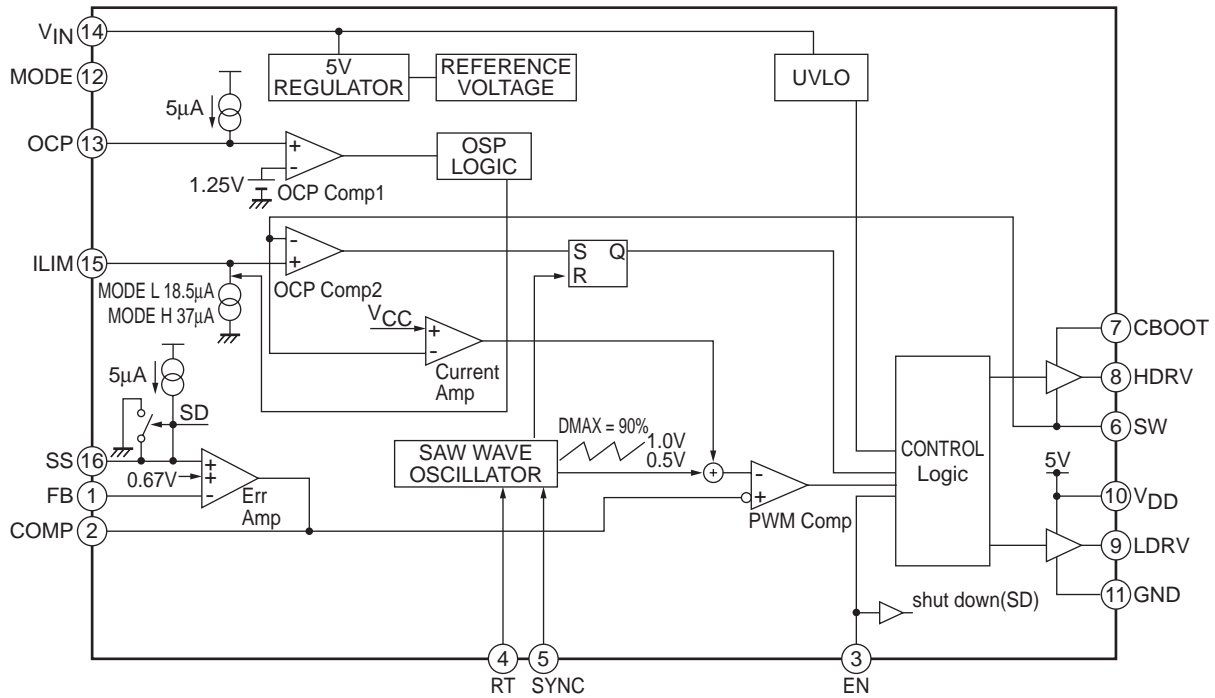 VIN 14
5V
REGULATOR
REFERENCE
VOLTAGE
UVLO
MODE 12
5μA
OCP 13
+
-
1.25V
OCP Comp1
OSP
LOGIC
ILIM 15
-
+
OCP Comp2
S Q
R
MODE L 18.5μA
MODE H 37μA
VCC
+
-
Current
Amp
7 CBOOT
8 HDRV
6 SW
5μA
SD
SS 16
0.67V
FB 1
+
+
-
Err
Amp
COMP 2
DMAX = 90%
1.0V
0.5V
SAW WAVE
OSCILLATOR
+
-
+
PWM Comp
CONTROL
Logic
5V
10 VDD
9 LDRV
11 GND
shut down(SD)
4
RT
5
SYNC
3
EN